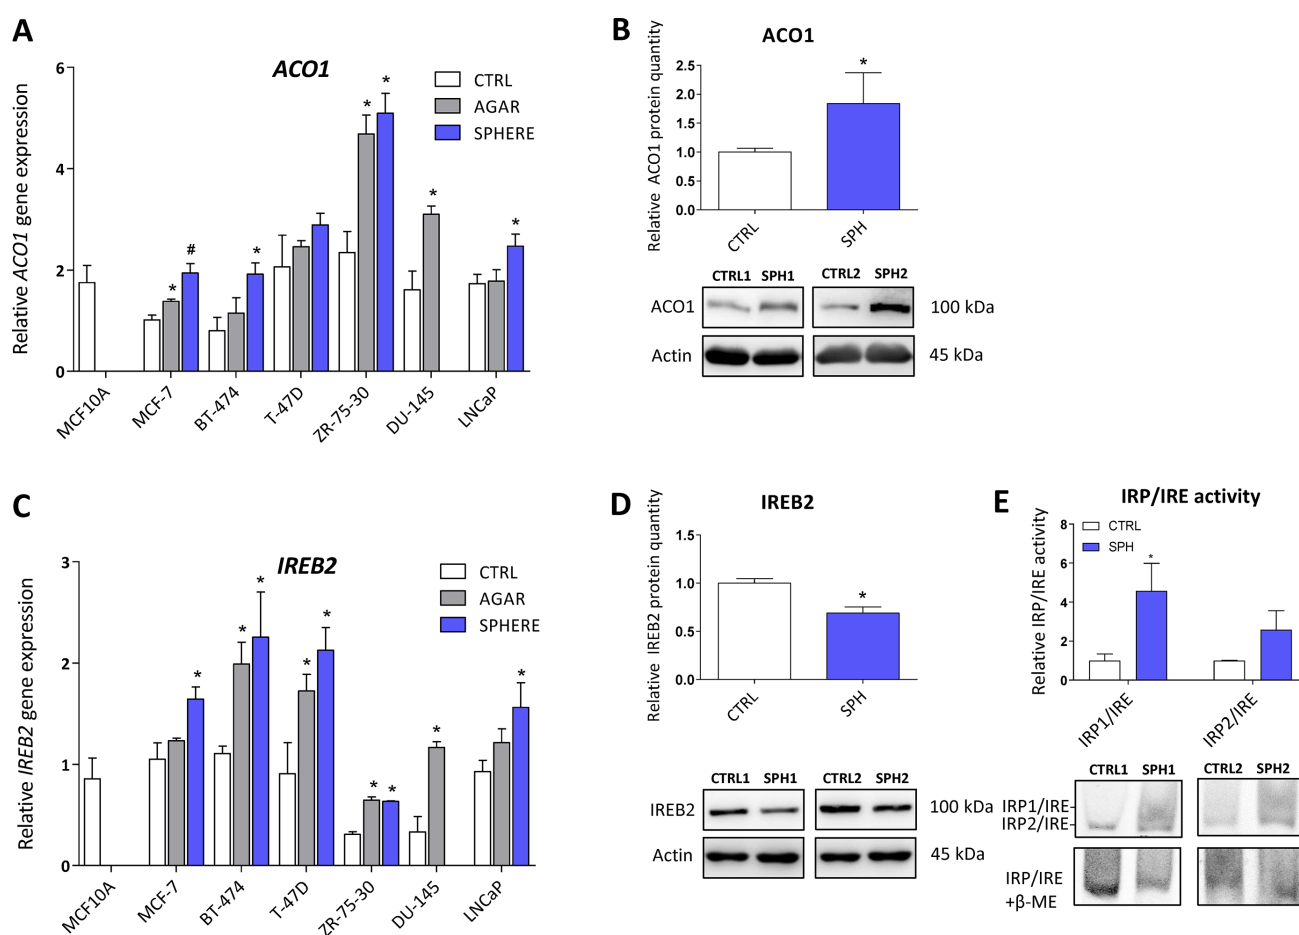 A
ACO1
CTRL
AGAR
SPHERE
Relative ACO1 gene expression
6
4
2
0
*
#
*
*
*
*
*
MCF10A
MCF-7
BT-474
T-47D
ZR-75-30
DU-145
LNCaP
B
ACO1
Relative ACO1 protein quantity
2.5
2.0
1.5
1.0
0.5
0.0
*
CTRL
SPH
CTRL1 SPH1 CTRL2 SPH2
ACO1 100 kDa
Actin 45 kDa
C
IREB2
CTRL
AGAR
SPHERE
Relative IREB2 gene expression
3
2
1
0
*
*
*
*
*
*
*
*
*
MCF10A
MCF-7
BT-474
T-47D
ZR-75-30
DU-145
LNCaP
D
IREB2
Relative IREB2 protein quantity
1.5
1.0
0.5
0.0
*
CTRL
SPH
CTRL1 SPH1 CTRL2 SPH2
IREB2 100 kDa
Actin 45 kDa
E
IRP/IRE activity
CTRL
SPH
Relative IRP/IRE activity
8
6
4
2
0
*
IRP1/IRE
IRP2/IRE
CTRL1 SPH1 CTRL2 SPH2
IRP1/IRE
IRP2/IRE
IRP/IRE
+β-ME